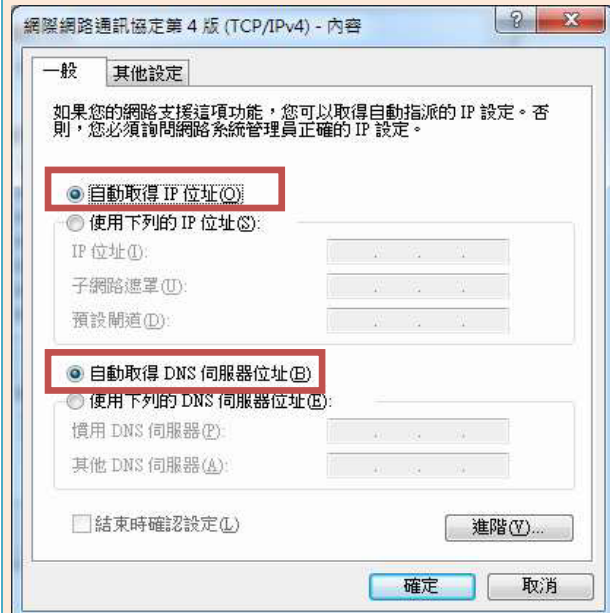 網際網路通訊協定第 4 版 (TCP/IPv4) - 內容
一般
其他設定
如果您的網路支援這項功能，您可以取得自動指派的 IP 設定。否
則，您必須詢問網路系統管理員正確的 IP 設定。
自動取得 IP 位址(O)
使用下列的 IP 位址(S):
IP 位址(I):
子網路遮罩(U):
預設閘道(D):
自動取得 DNS 伺服器位址(B)
使用下列的 DNS 伺服器位址(E):
慣用 DNS 伺服器(P):
其他 DNS 伺服器(A):
結束時確認設定(L)
進階(V)...
確定
取消